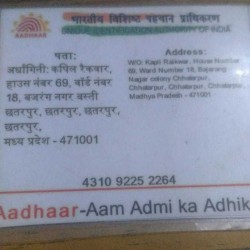 भारतीय विशिष्ट पहचान प्राधिकरण
OF INDIA
AADHAAR
पता:
अर्धांगिनी: कपिल रैकवार,
हाउस नंबर 69, वॉर्ड नंबर
18, बजरंग नगर बस्ती
छतरपुर, छतरपुर, छतरपुर,
छतरपुर,
मध्य प्रदेश - 471001
Address:
W/O. Kapil Raikwar, House Number
69, Ward Number 18, Bajarang
Nagar colony Chhatarpur,
Chhatarpur, Chhatarpur, Chhatarpur,
Madhya Pradesh - 471001
4310 9225 2264
Aadhaar-Aam Admi ka Adhik